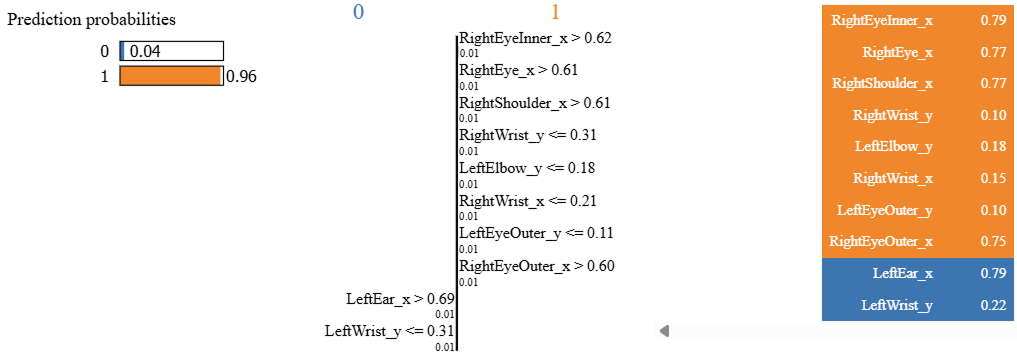 Prediction probabilities
0 0.04
1 0.96
0 1
RightEyeInner_x > 0.62
0.01
RightEye_x > 0.61
0.01
RightShoulder_x > 0.61
0.01
RightWrist_y <= 0.31
0.01
LeftElbow_y <= 0.18
0.01
RightWrist_x <= 0.21
0.01
LeftEyeOuter_y <= 0.11
0.01
RightEyeOuter_x > 0.60
0.01
LeftEar_x > 0.69
0.01
LeftWrist_y <= 0.31
0.01
RightEyeInner_x 0.79
RightEye_x 0.77
RightShoulder_x 0.77
RightWrist_y 0.10
LeftElbow_y 0.18
RightWrist_x 0.15
LeftEyeOuter_y 0.10
RightEyeOuter_x 0.75
LeftEar_x 0.79
LeftWrist_y 0.22